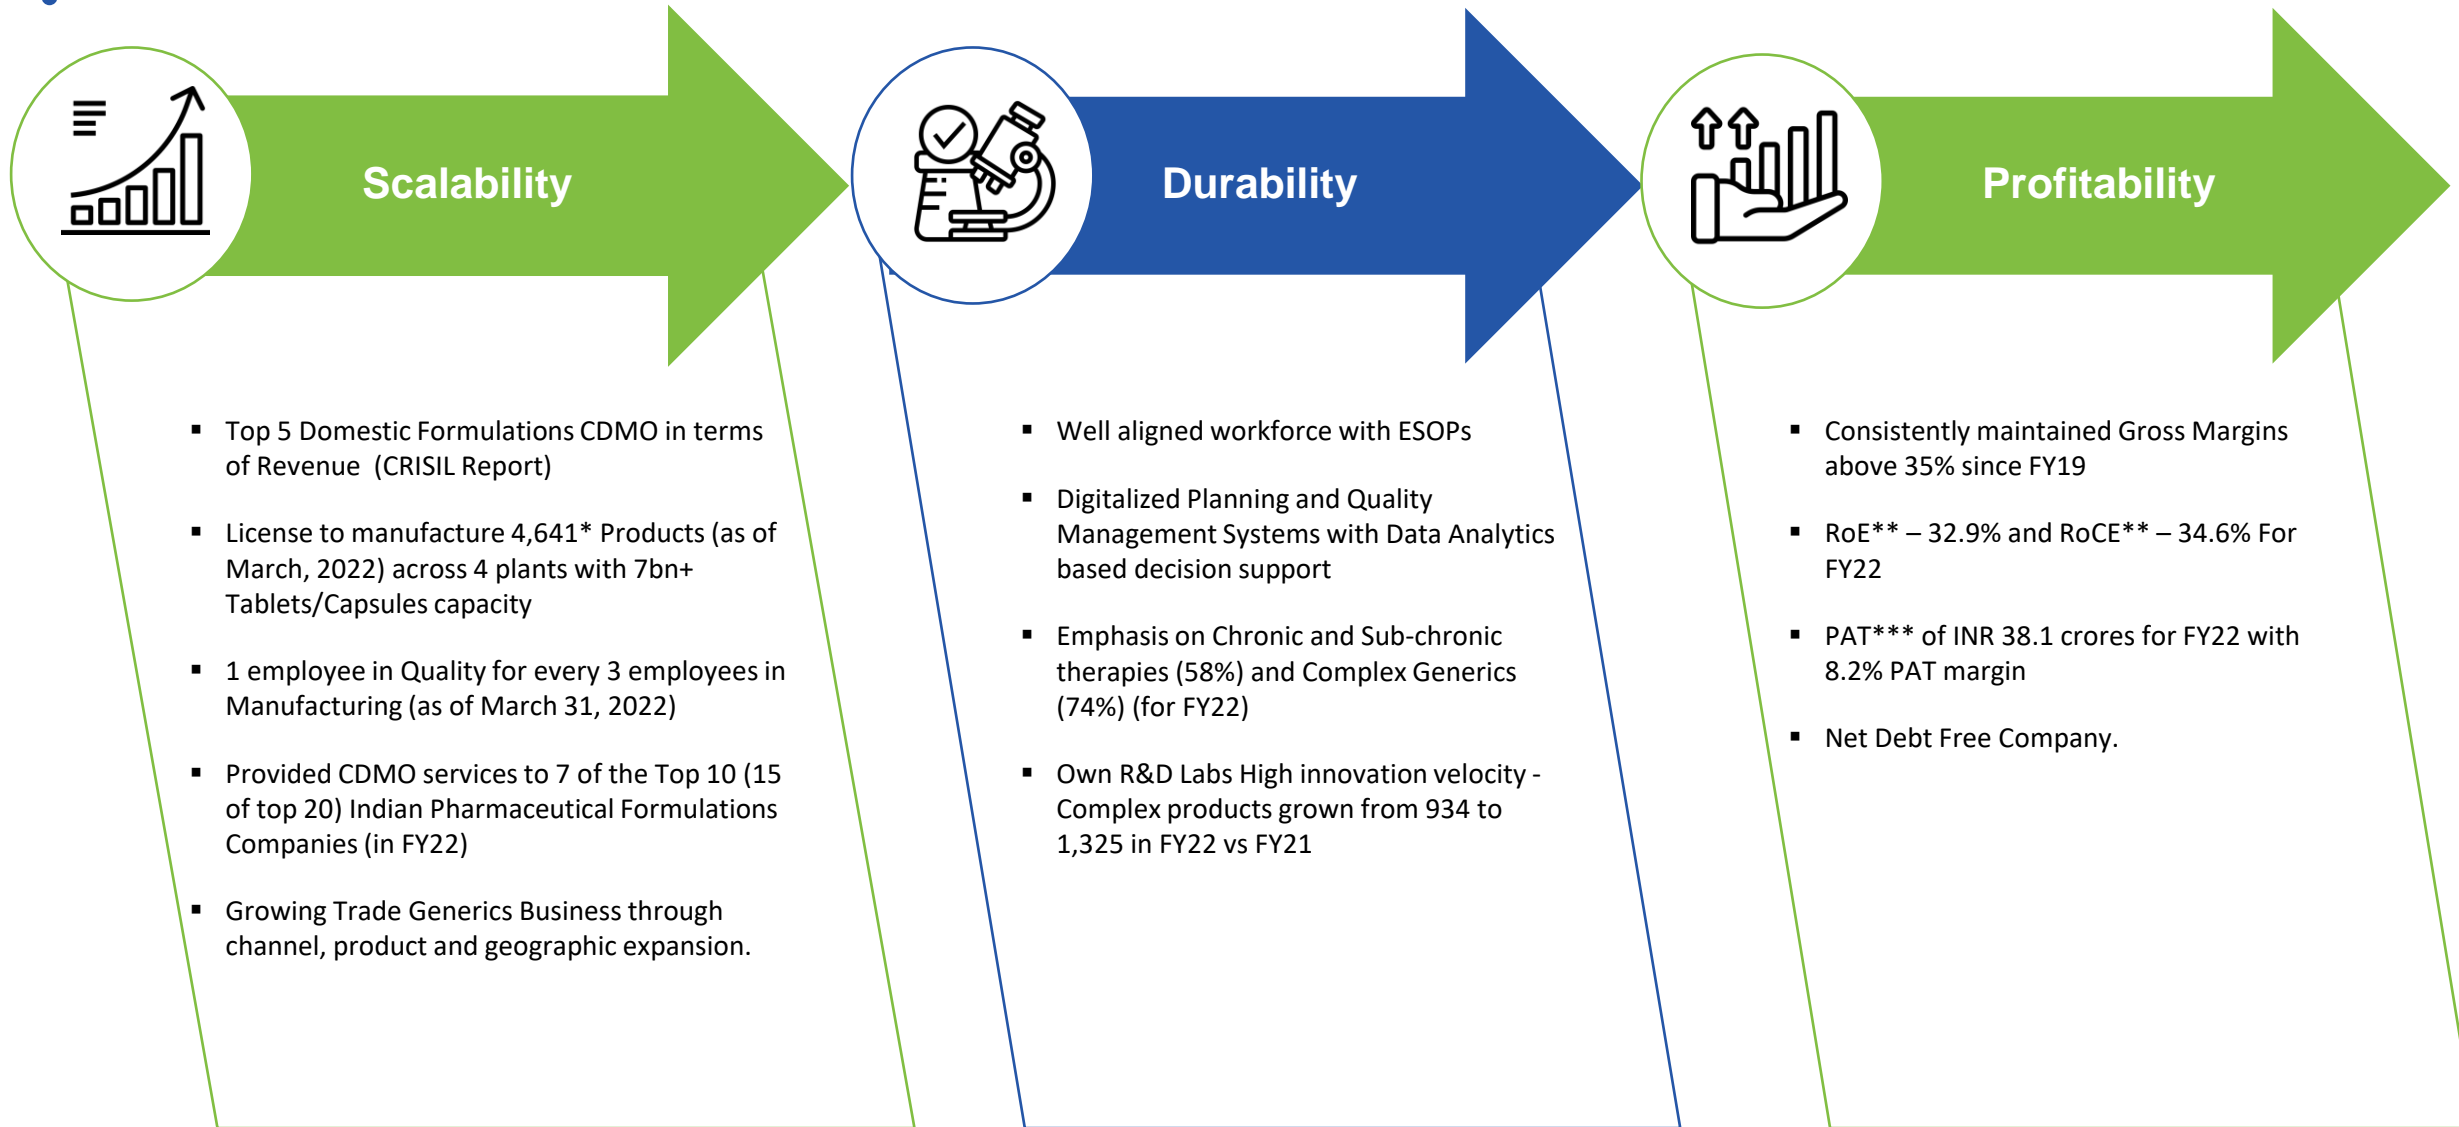 Scalability
▪ Top 5 Domestic Formulations CDMO in terms
of Revenue (CRISIL Report)
▪ License to manufacture 4,641* Products (as of
March, 2022) across 4 plants with 7bn+
Tablets/Capsules capacity
▪ 1 employee in Quality for every 3 employees in
Manufacturing (as of March 31, 2022)
▪ Provided CDMO services to 7 of the Top 10 (15
of top 20) Indian Pharmaceutical Formulations
Companies (in FY22)
▪ Growing Trade Generics Business through
channel, product and geographic expansion.
Durability
▪ Well aligned workforce with ESOPs
▪ Digitalized Planning and Quality
Management Systems with Data Analytics
based decision support
▪ Emphasis on Chronic and Sub-chronic
therapies (58%) and Complex Generics
(74%) (for FY22)
▪ Own R&D Labs High innovation velocity -
Complex products grown from 934 to
1,325 in FY22 vs FY21
Profitability
▪ Consistently maintained Gross Margins
above 35% since FY19
▪ RoE** – 32.9% and RoCE** – 34.6% For
FY22
▪ PAT*** of INR 38.1 crores for FY22 with
8.2% PAT margin
▪ Net Debt Free Company.